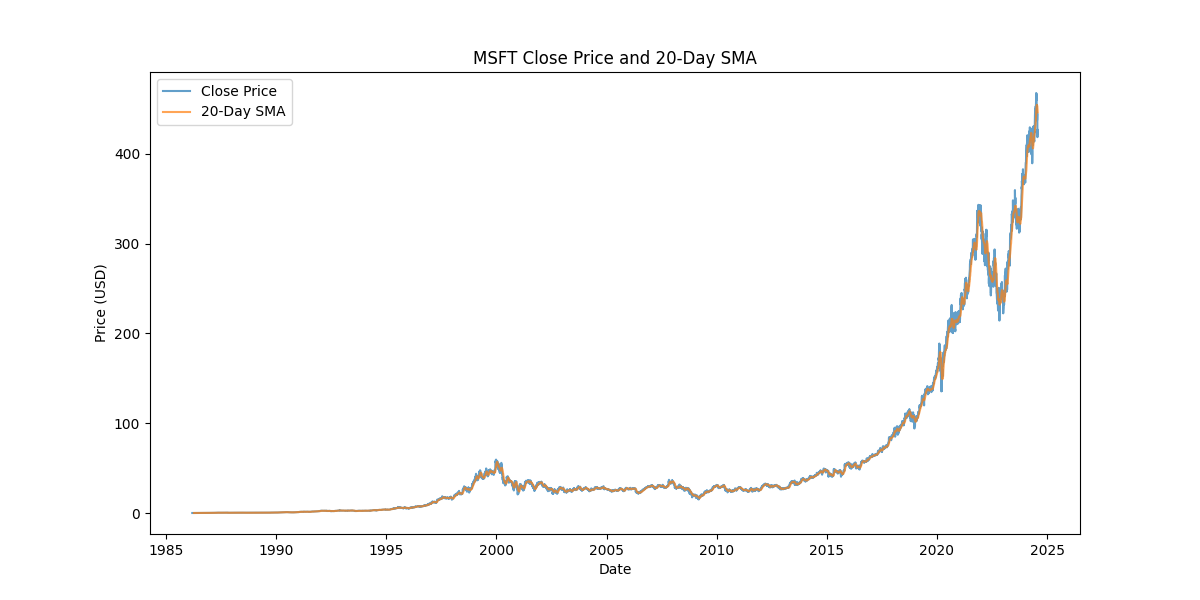 MSFT Close Price and 20-Day SMA
Close Price
20-Day SMA
400
300
200
100
0
Price (USD)
1985 1990 1995 2000 2005 2010 2015 2020 2025
Date